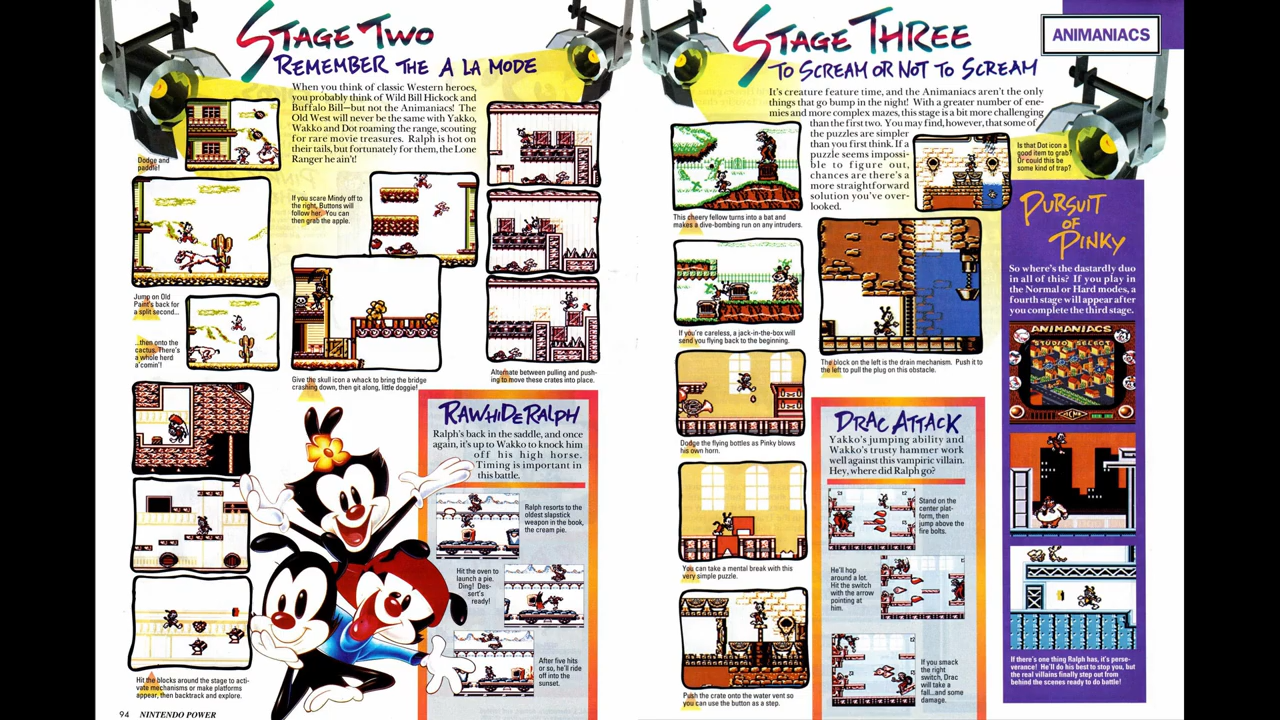 STAGE TWO
REMEMBER THE A LA MODE
When you think of classic Western heroes,
you probably think of Wild Bill Hickock and
Buffalo Bill—but not the Animaniacs! The
Old West will never be the same with Yakko,
Wakko and Dot roaming the range, scouting
for rare movie treasures. Ralph is hot on
their tails, but fortunately for them, the Lone
Ranger he ain't!
Dodge and
paddle!
If you scare Mindy off to
the right, Buttons will
follow her. You can
then grab the apple.
Jump on Old
Paint's back for
a split second...
...then onto the
cactus. There's
a whole herd
a'comin'!
Give the skull icon a whack to bring the bridge
crashing down, then git along, little doggie!
Alternate between pulling and push-
ing to move these crates into place.
Hit the blocks around the stage to acti-
vate mechanisms or make platforms
appear, then backtrack and explore.
RAWHIDE RALPH
Ralph's back in the saddle, and once
again, it's up to Wakko to knock him
off his high horse.
Timing is important in
this battle.
Ralph resorts to the
oldest slapstick
weapon in the book,
the cream pie.
Hit the oven to
launch a pie.
Ding! Des-
sert's
ready!
After five hits
or so, he'll ride
off into the
sunset.
94 NINTENDO POWER
STAGE THREE
TO SCREAM OR NOT TO SCREAM
ANIMANIACS
It's creature feature time, and the Animaniacs aren't the only
things that go bump in the night! With a greater number of ene-
mies and more complex mazes, this stage is a bit more challenging
than the first two. You may find, however, that some of
the puzzles are simpler
than you first think. If a
puzzle seems impossi-
ble to figure out,
chances are there's a
more straightforward
solution you've over-
looked.
Is that Dot icon a
good item to grab?
Or could this be
some kind of trap?
This cheery fellow turns into a bat and
makes a dive-bombing run on any intruders.
If you're careless, a jack-in-the-box will
send you flying back to the beginning.
The block on the left is the drain mechanism. Push it to
the left to pull the plug on this obstacle.
Dodge the flying bottles as Pinky blows
his own horn.
You can take a mental break with this
very simple puzzle.
Push the crate onto the water vent so
you can use the button as a step.
DRAC ATTACK
Yakko's jumping ability and
Wakko's trusty hammer work
well against this vampiric villain.
Hey, where did Ralph go?
Stand on the
center plat-
form, then
jump above the
fire bolts.
He'll hop
around a lot.
Hit the switch
with the arrow
pointing at
him.
If you smack
the right
switch, Drac
will take a
fall...and some
damage.
PURSUIT
OF
PINKY
So where's the dastardly duo
in all of this? If you play in
the Normal or Hard modes, a
fourth stage will appear after
you complete the third stage.
ANIMANIACS
STUDIO SELECT
ACME
If there's one thing Ralph has, it's perse-
verance! He'll do his best to stop you, but
the real villains finally step out from
behind the scenes ready to do battle!